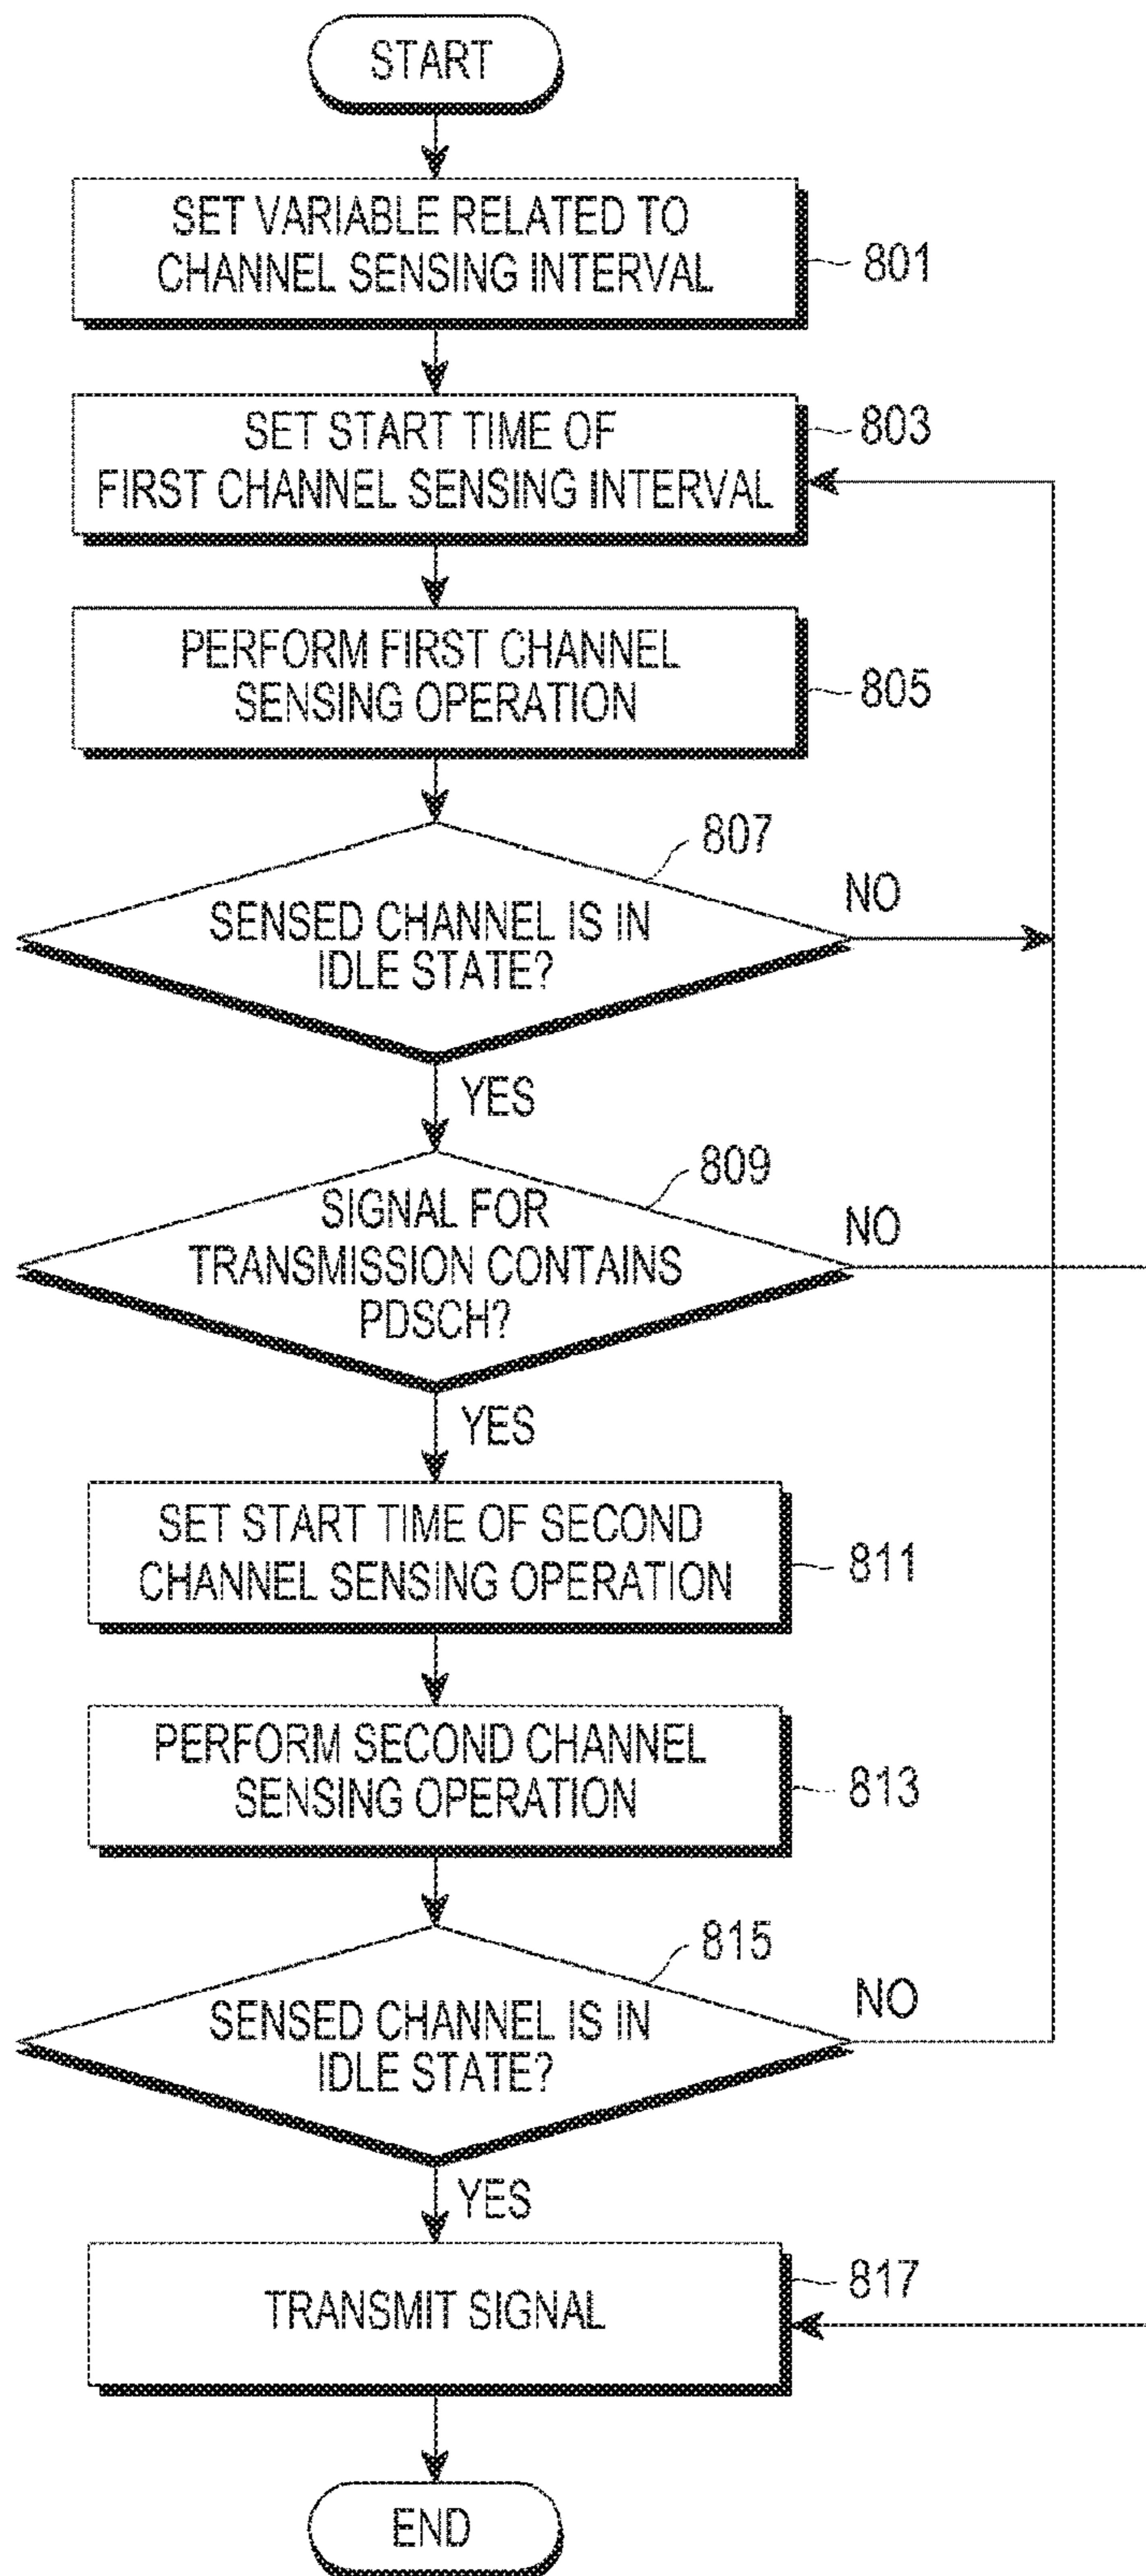 START
SET VARIABLE RELATED TO
CHANNEL SENSING INTERVAL
801
SET START TIME OF
FIRST CHANNEL SENSING INTERVAL
803
PERFORM FIRST CHANNEL
SENSING OPERATION
805
807
SENSED CHANNEL IS IN
IDLE STATE?
NO
YES
809
SIGNAL FOR
TRANSMISSION CONTAINS
PDSCH?
NO
YES
SET START TIME OF SECOND
CHANNEL SENSING OPERATION
811
PERFORM SECOND CHANNEL
SENSING OPERATION
813
815
SENSED CHANNEL IS IN
IDLE STATE?
NO
YES
TRANSMIT SIGNAL
817
END